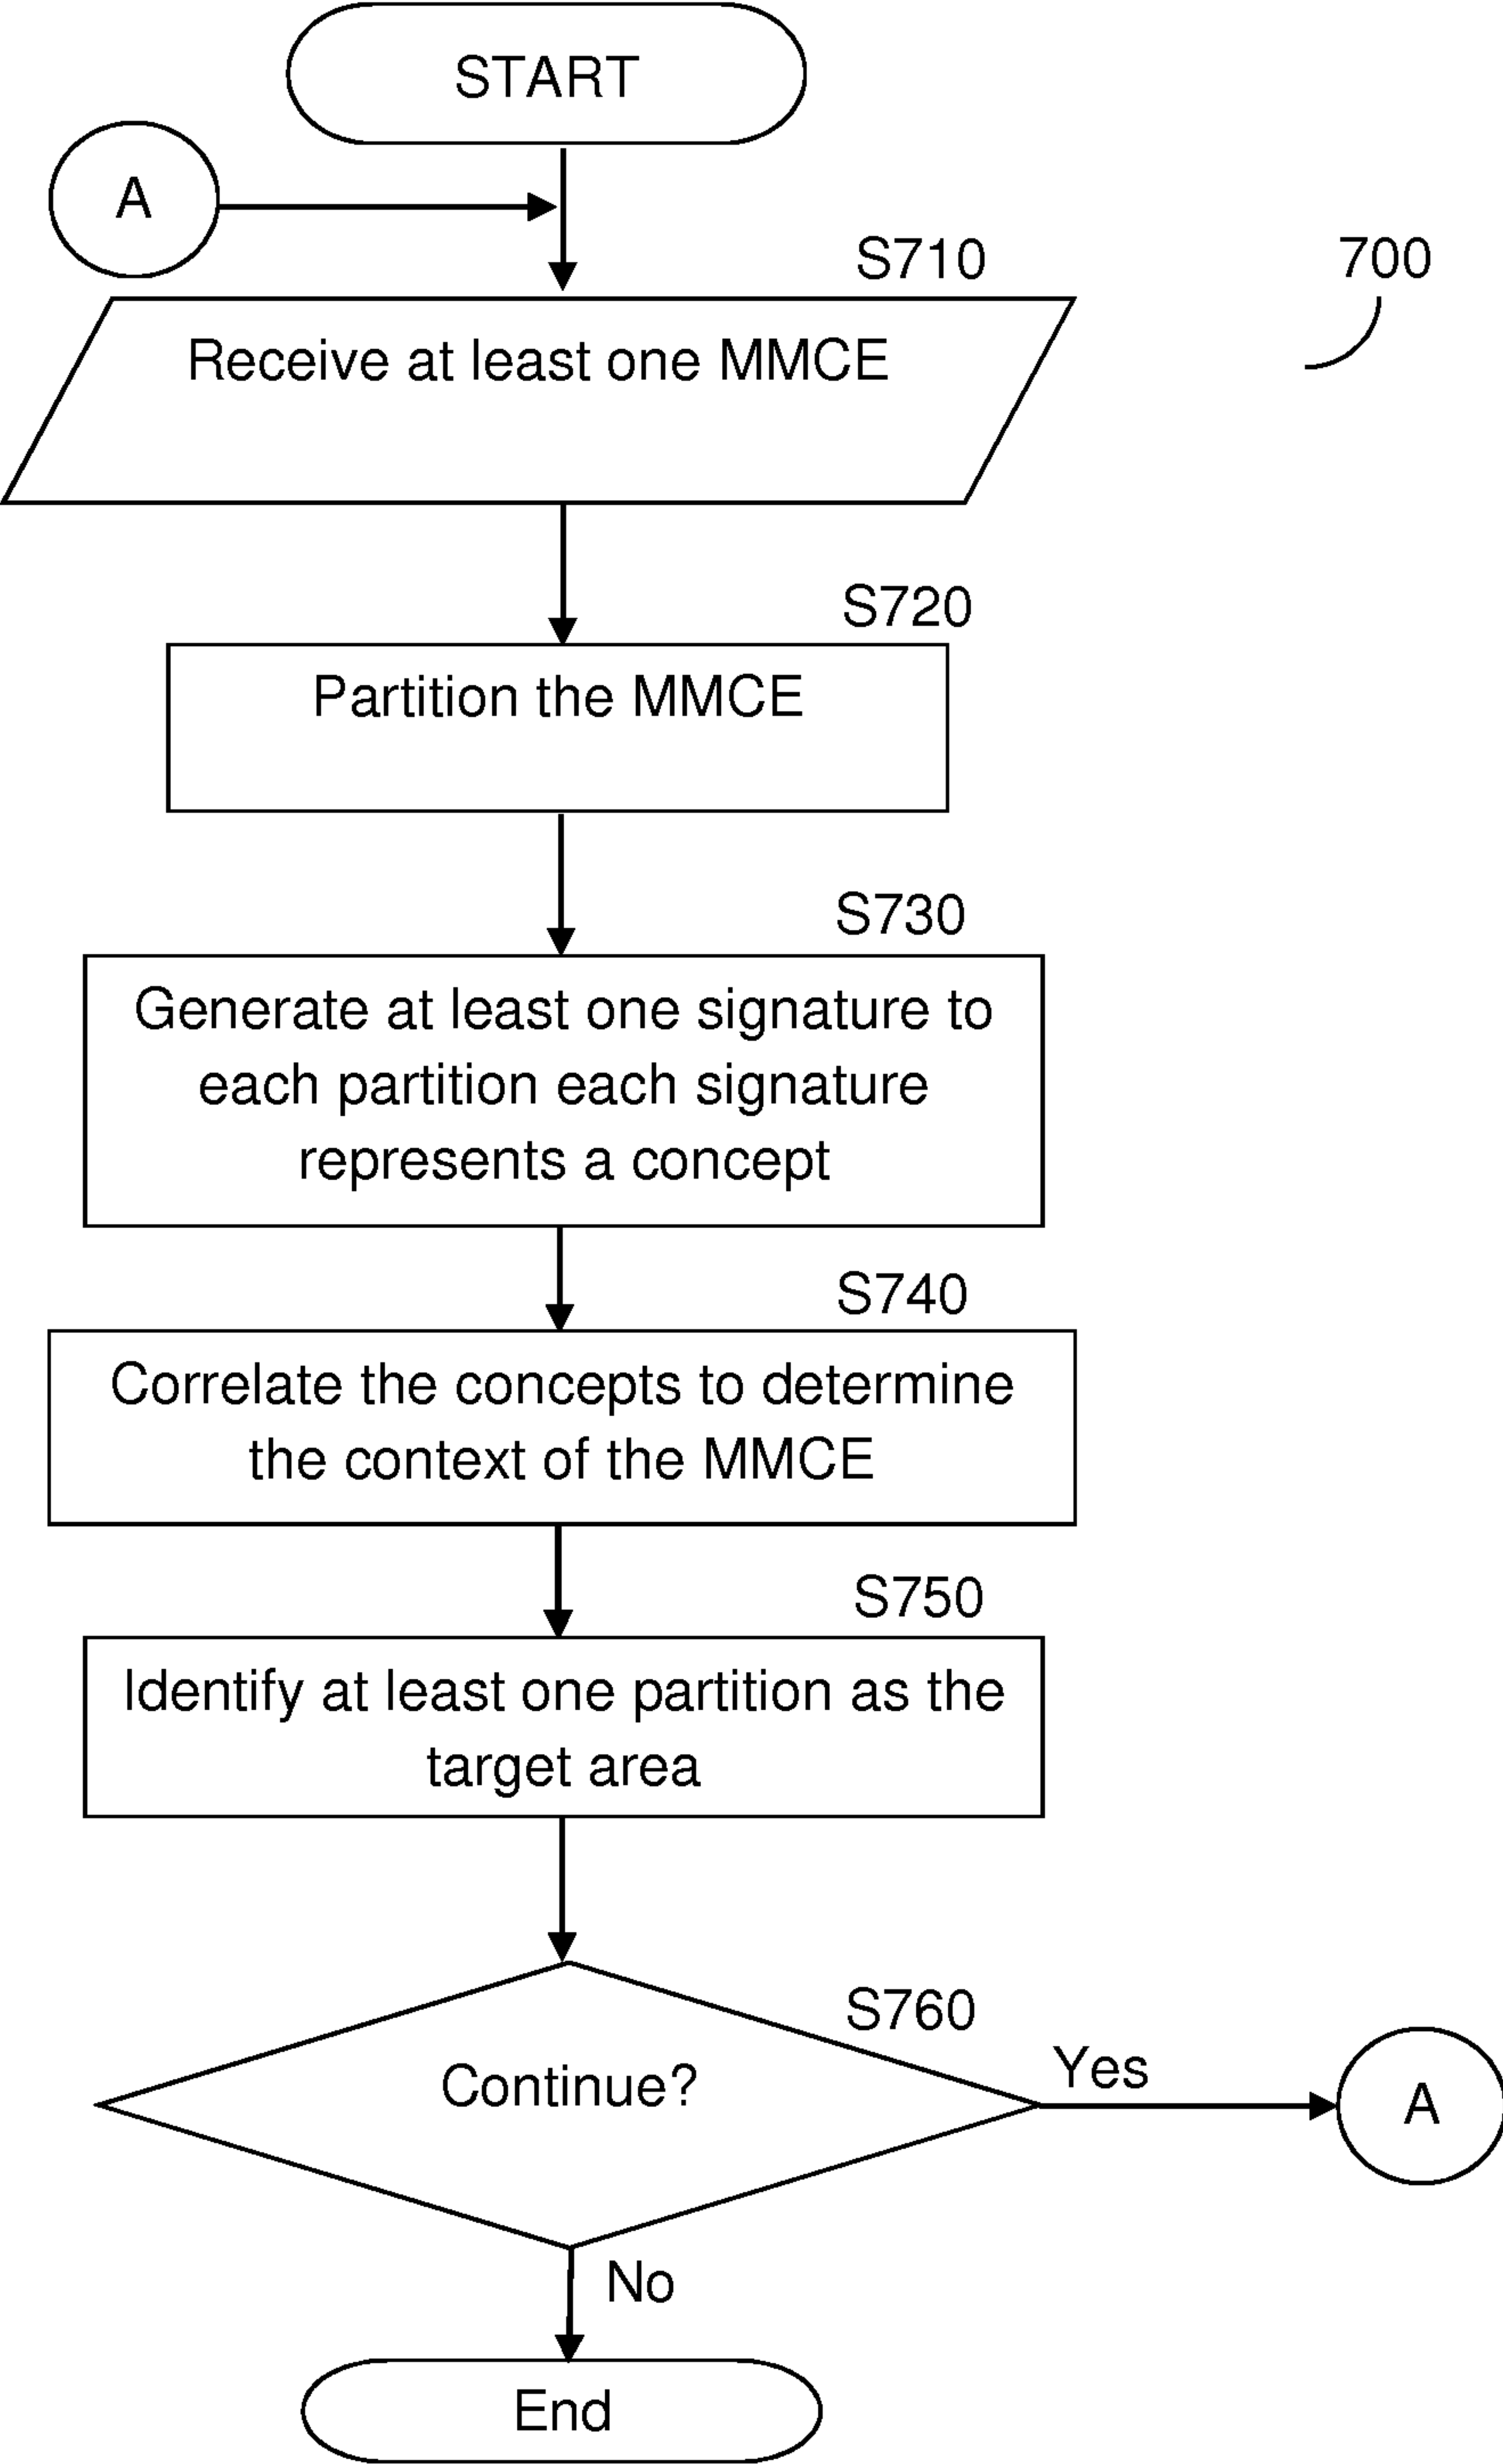 START
A
S710
700
Receive at least one MMCE
S720
Partition the MMCE
S730
Generate at least one signature to
each partition each signature
represents a concept
S740
Correlate the concepts to determine
the context of the MMCE
S750
Identify at least one partition as the
target area
S760
Continue?
Yes
A
No
End